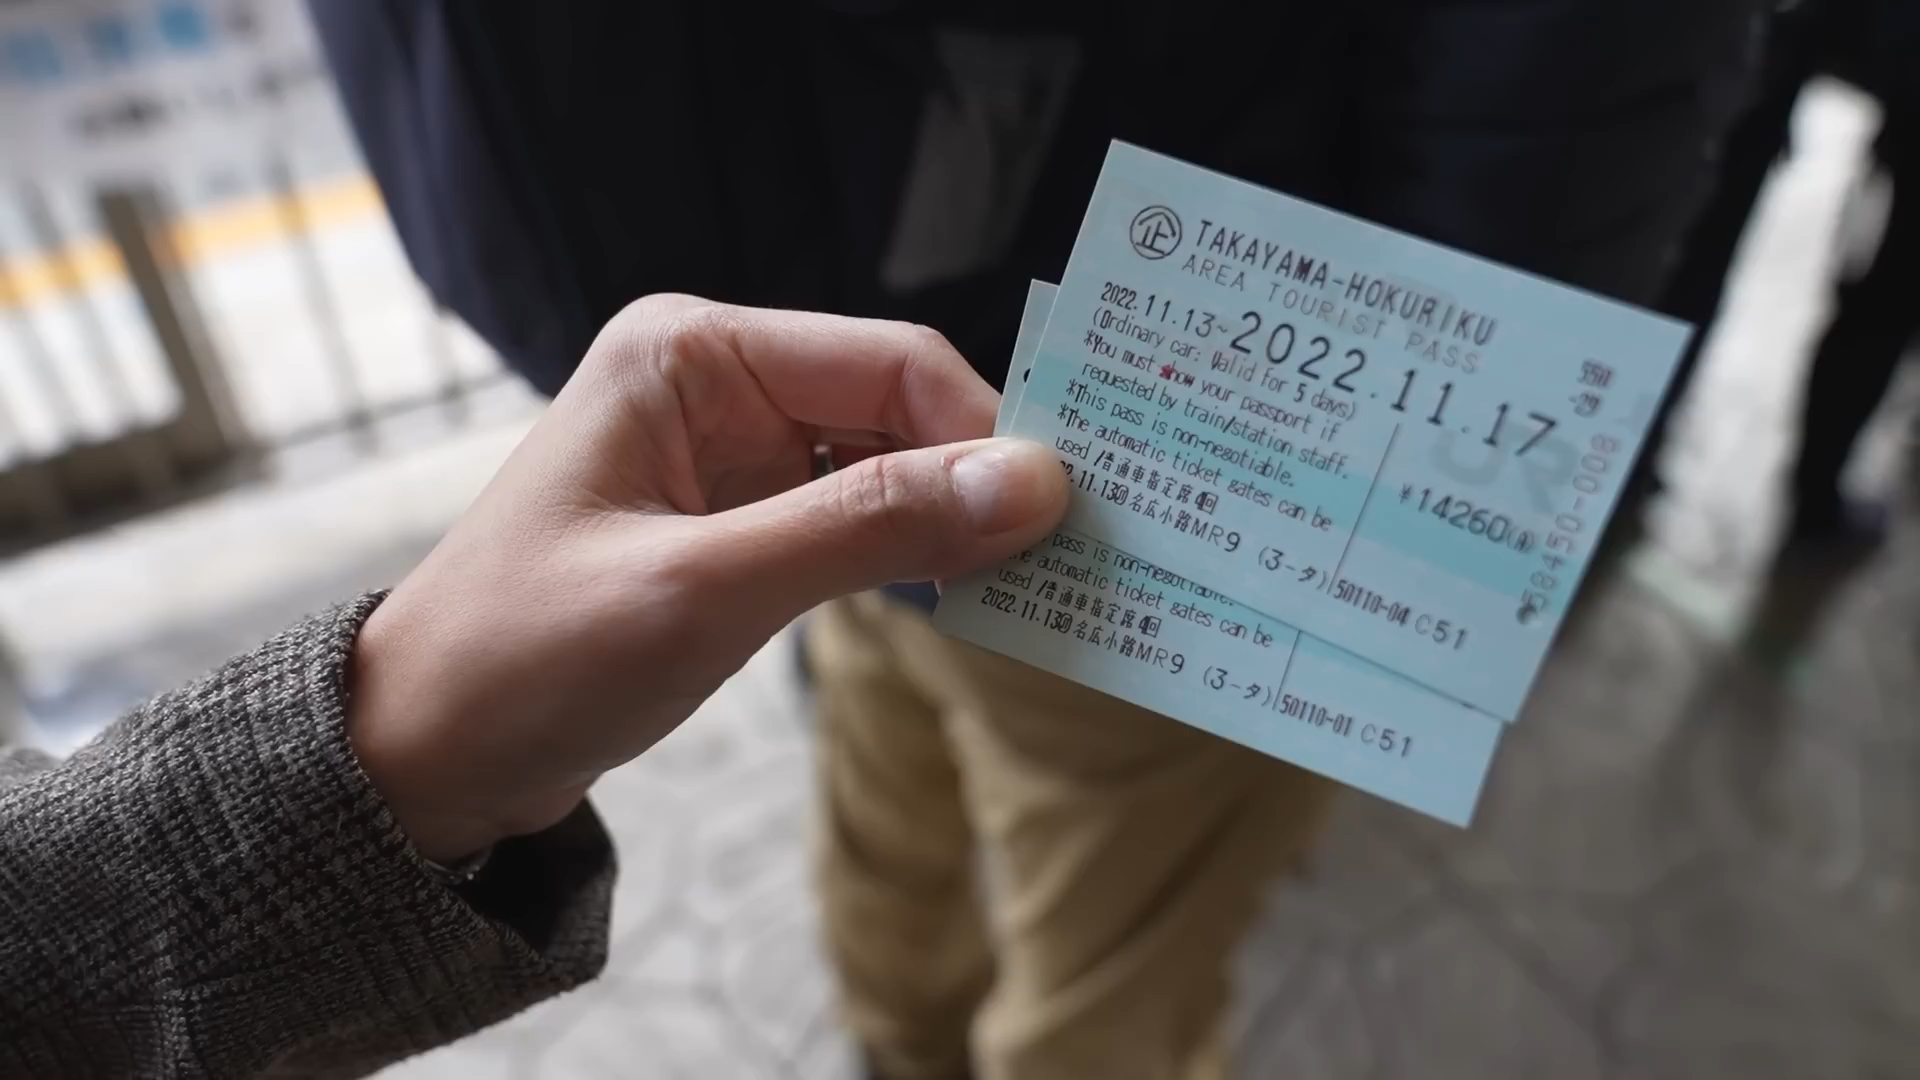 企 TAKAYAMA-HOKURIKU
AREA TOURIST PASS
2022.11.13~2022.11.17
(Ordinary car: Valid for 5 days)
*You must show your passport if
requested by train/station staff.
*This pass is non-negotiable.
*The automatic ticket gates can be
used /普通車指定席4回
.11.13回名広小路MR9 (3-タ) 50110-04 C51
¥14260
JR
pass is non-negotiable.
automatic ticket gates can be
used /普通車指定席4回
2022.11.13回名広小路MR9 (3-タ) 50110-01 C51